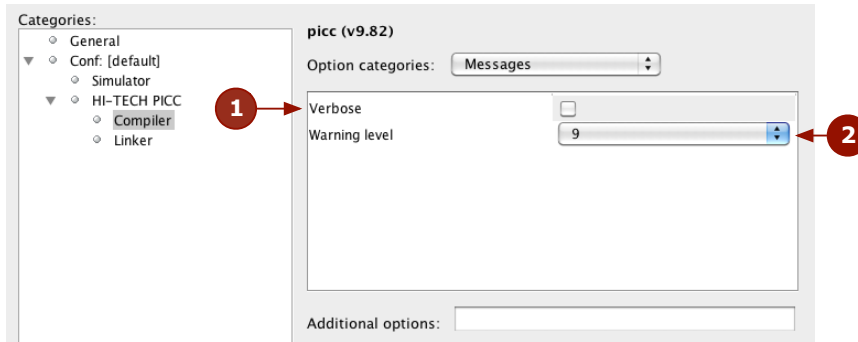 Categories:
General
Conf: [default]
Simulator
HI-TECH PICC
Compiler
Linker
picc (v9.82)
Option categories: Messages
1
Verbose
Warning level 9
2
Additional options: